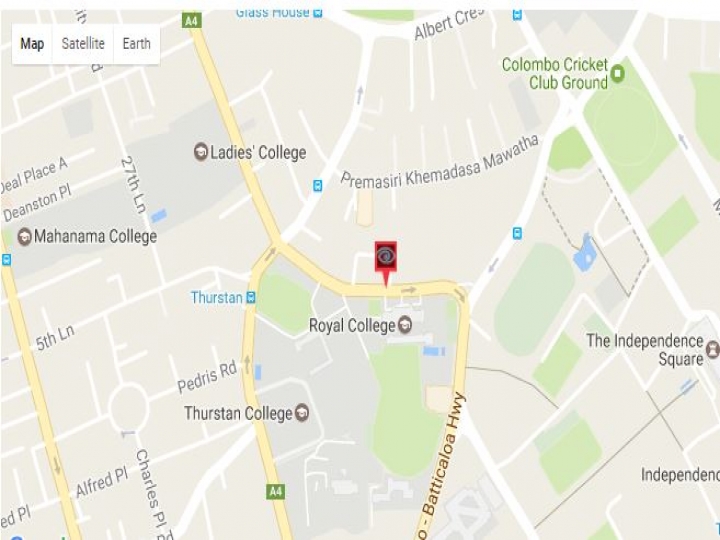 Glass House
A4
Albert Cres
Map Satellite Earth
Colombo Cricket
Club Ground
Ladies' College
Premasiri Khemadasa Mawatha
27th Ln
Deal Place A
Deanston Pl
Mahanama College
Thurstan
Royal College
5th Ln
The Independence
Square
Pedris Rd
Thurstan College
o - Batticaloa Hwy
Charles Pl
Alfred Pl
Independenc
A4
ed Pl